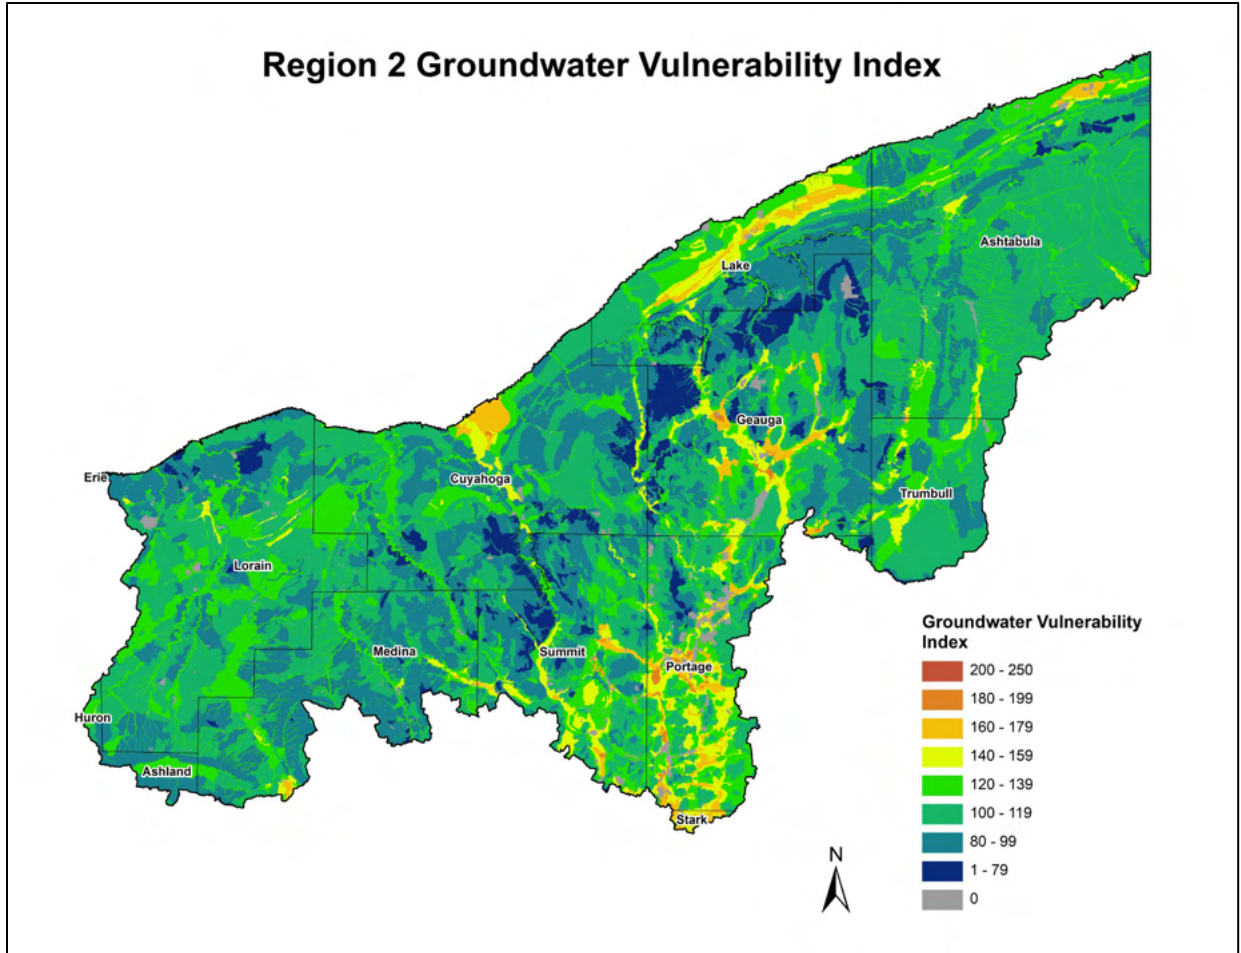 Region 2 Groundwater Vulnerability Index
Ashtabula
Lake
Geauga
Erie
Cuyahoga
Trumbull
Lorain
Medina
Summit
Portage
Huron
Ashland
Stark
Groundwater Vulnerability
Index
200 - 250
180 - 199
160 - 179
140 - 159
120 - 139
100 - 119
80 - 99
1 - 79
0
N